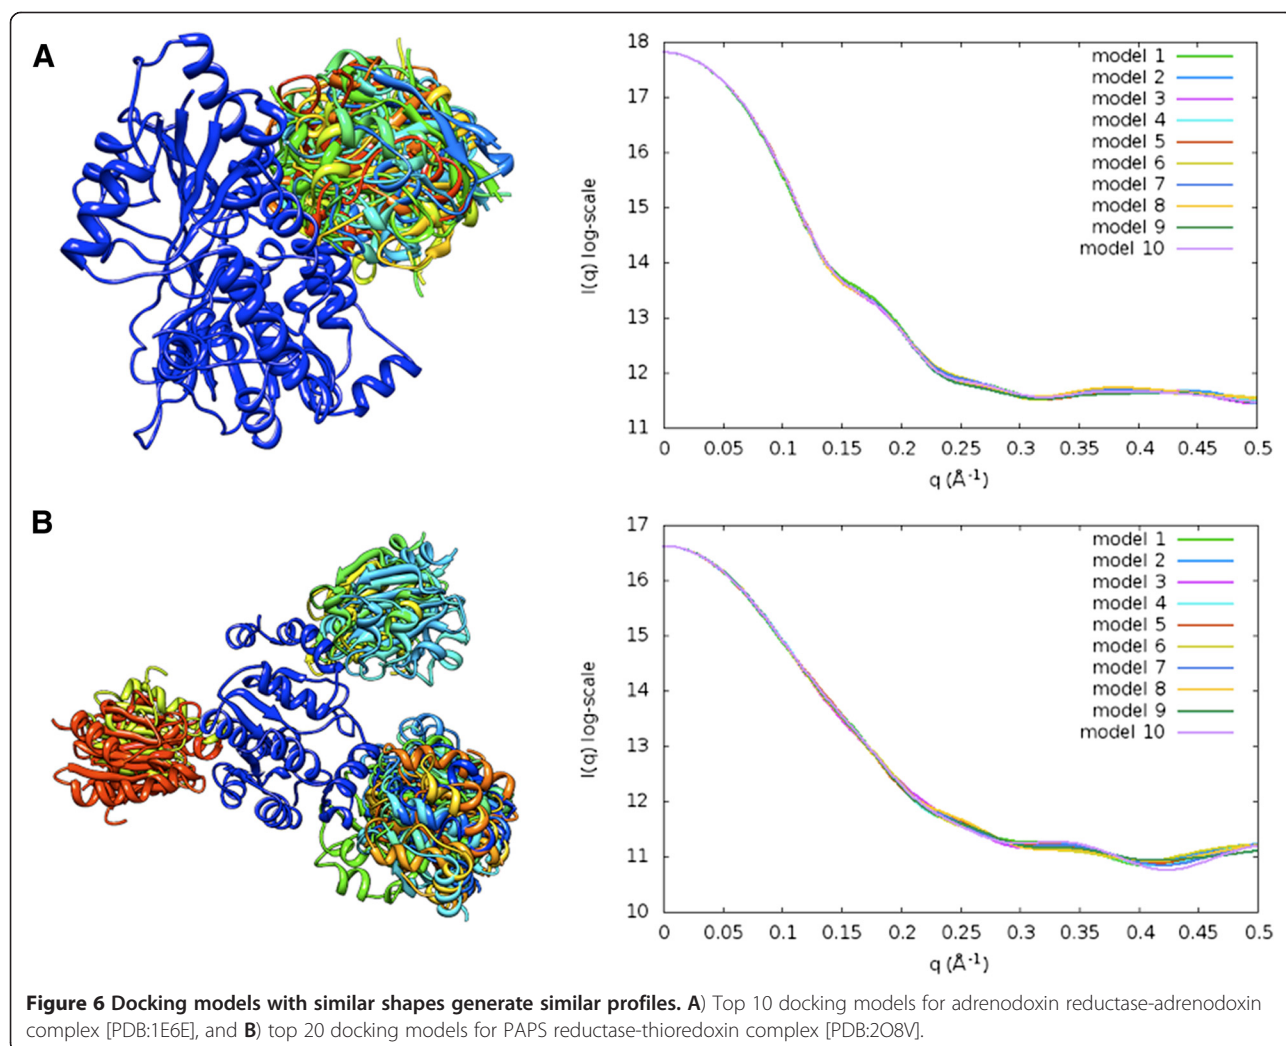 A
18
17
16
15
14
13
12
11
I(q) log-scale
model 1
model 2
model 3
model 4
model 5
model 6
model 7
model 8
model 9
model 10
0 0.05 0.1 0.15 0.2 0.25 0.3 0.35 0.4 0.45 0.5
q (Å⁻¹)
B
17
16
15
14
13
12
11
10
I(q) log-scale
model 1
model 2
model 3
model 4
model 5
model 6
model 7
model 8
model 9
model 10
0 0.05 0.1 0.15 0.2 0.25 0.3 0.35 0.4 0.45 0.5
q (Å⁻¹)
Figure 6 Docking models with similar shapes generate similar profiles. A) Top 10 docking models for adrenodoxin reductase-adrenodoxin
complex [PDB:1E6E], and B) top 20 docking models for PAPS reductase-thioredoxin complex [PDB:2O8V].